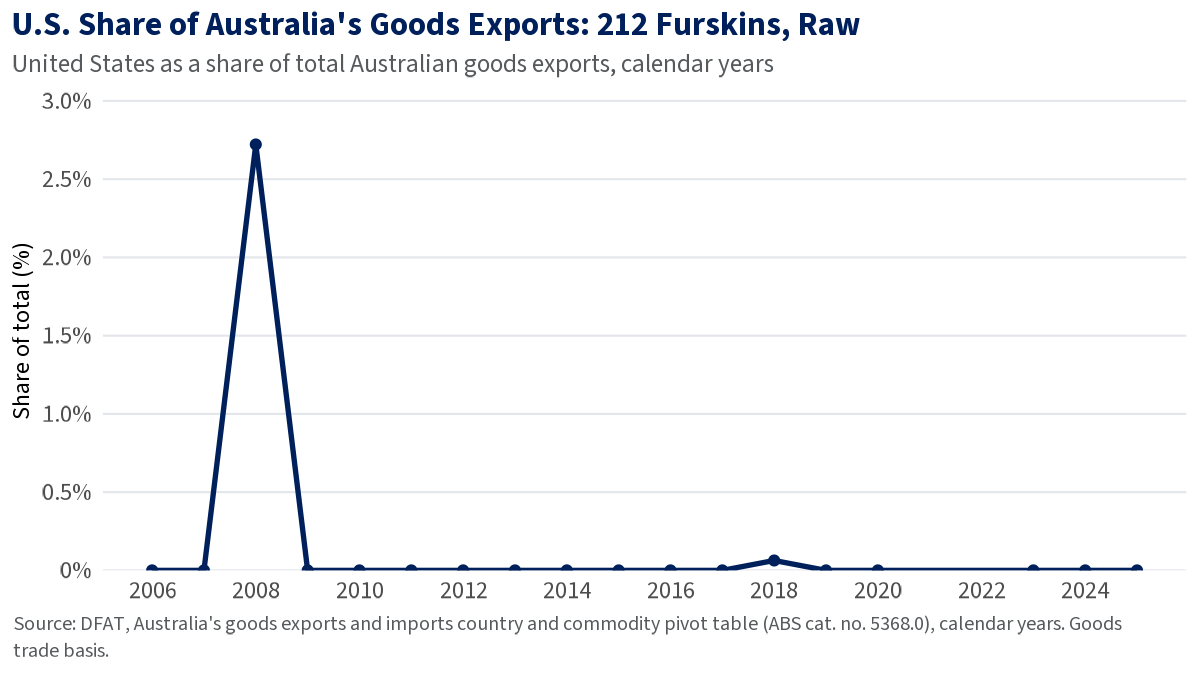 U.S. Share of Australia's Goods Exports: 212 Furskins, Raw
United States as a share of total Australian goods exports, calendar years
3.0%
2.5%
2.0%
1.5%
1.0%
0.5%
0%
Share of total (%)
2006 2008 2010 2012 2014 2016 2018 2020 2022 2024
Source: DFAT, Australia's goods exports and imports country and commodity pivot table (ABS cat. no. 5368.0), calendar years. Goods
trade basis.